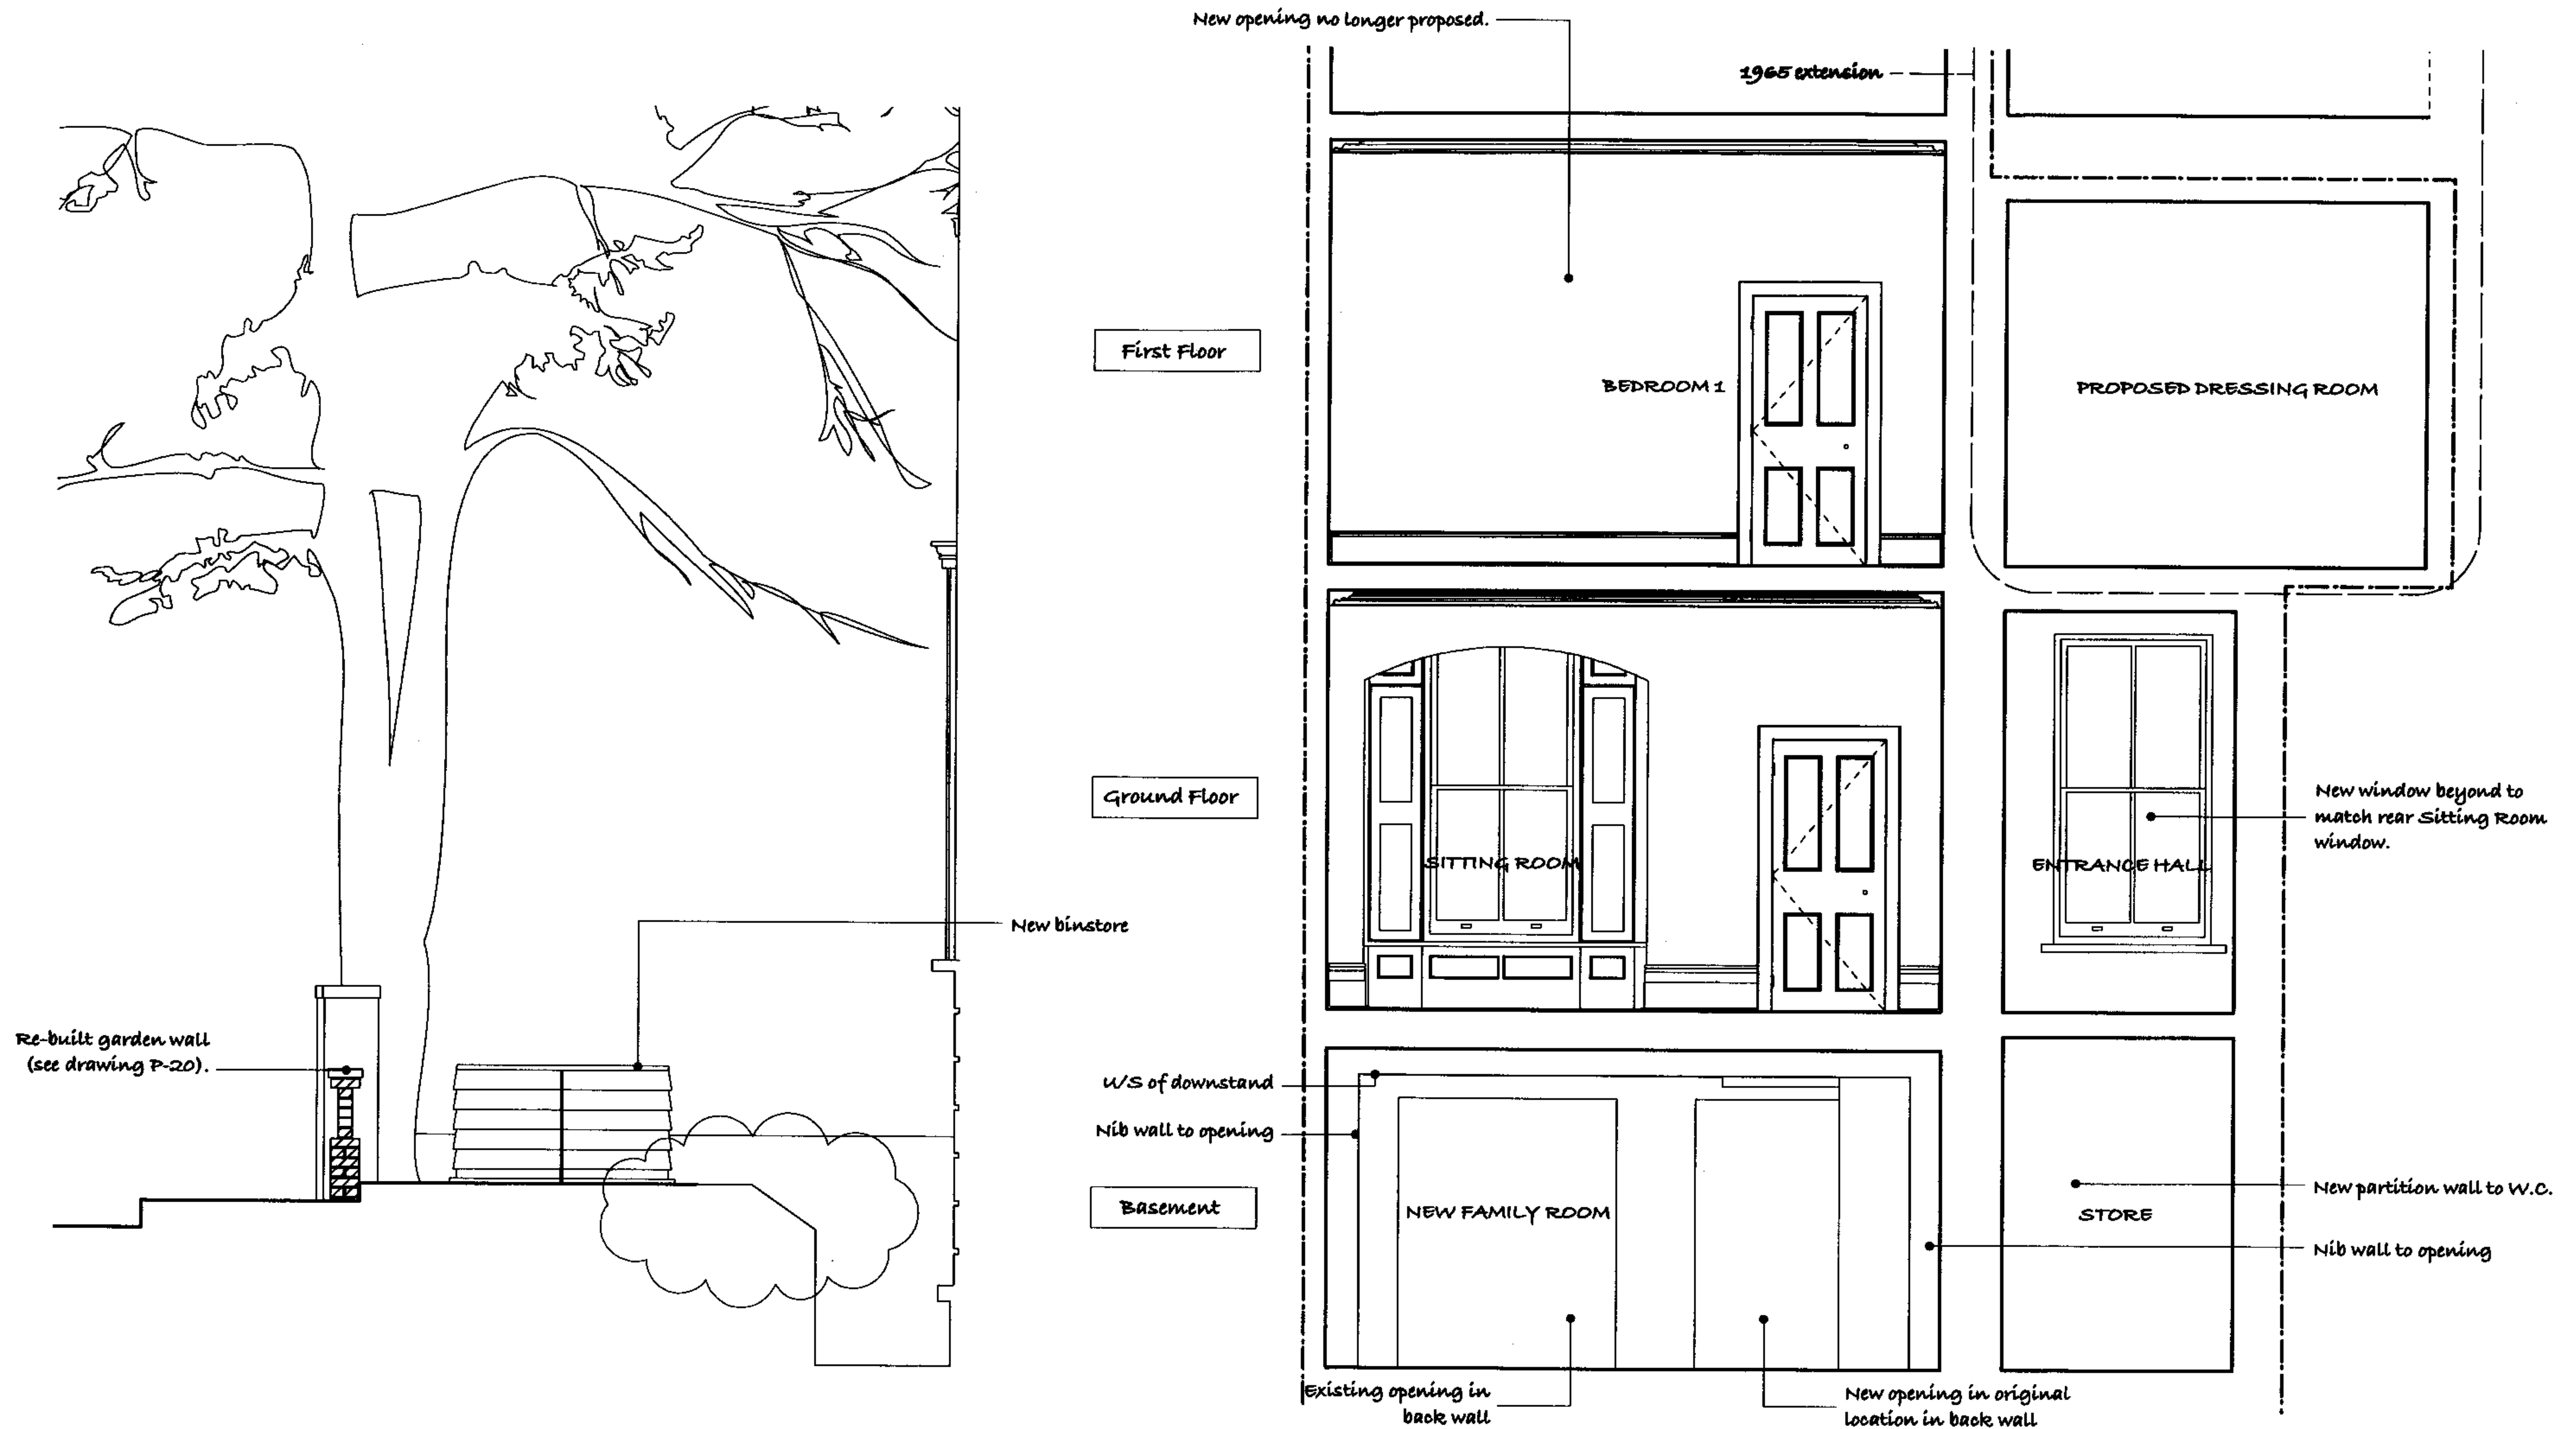 New opening no longer proposed.
1965 extension
First Floor
BEDROOM 1
PROPOSED DRESSING ROOM
Ground Floor
SITTING ROOM
ENTRANCE HALL
New window beyond to
match rear Sitting Room
window.
New binstore
Re-built garden wall
(see drawing P-20).
U/S of downstand
Nib wall to opening
Basement
NEW FAMILY ROOM
STORE
New partition wall to W.C.
Nib wall to opening
Existing opening in
back wall
New opening in original
location in back wall